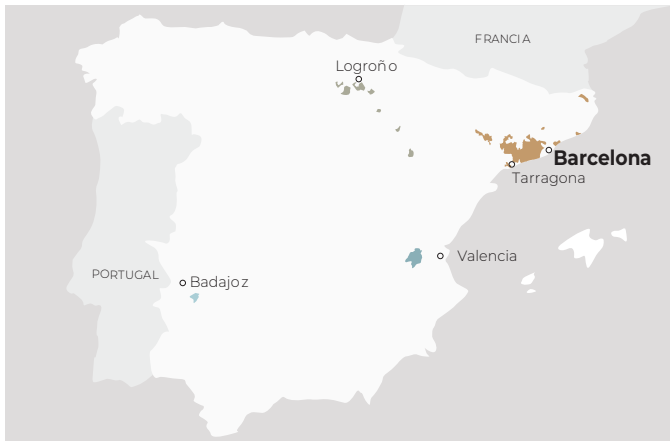 FRANCIA
Logroño
Barcelona
Tarragona
Valencia
PORTUGAL
Badajoz